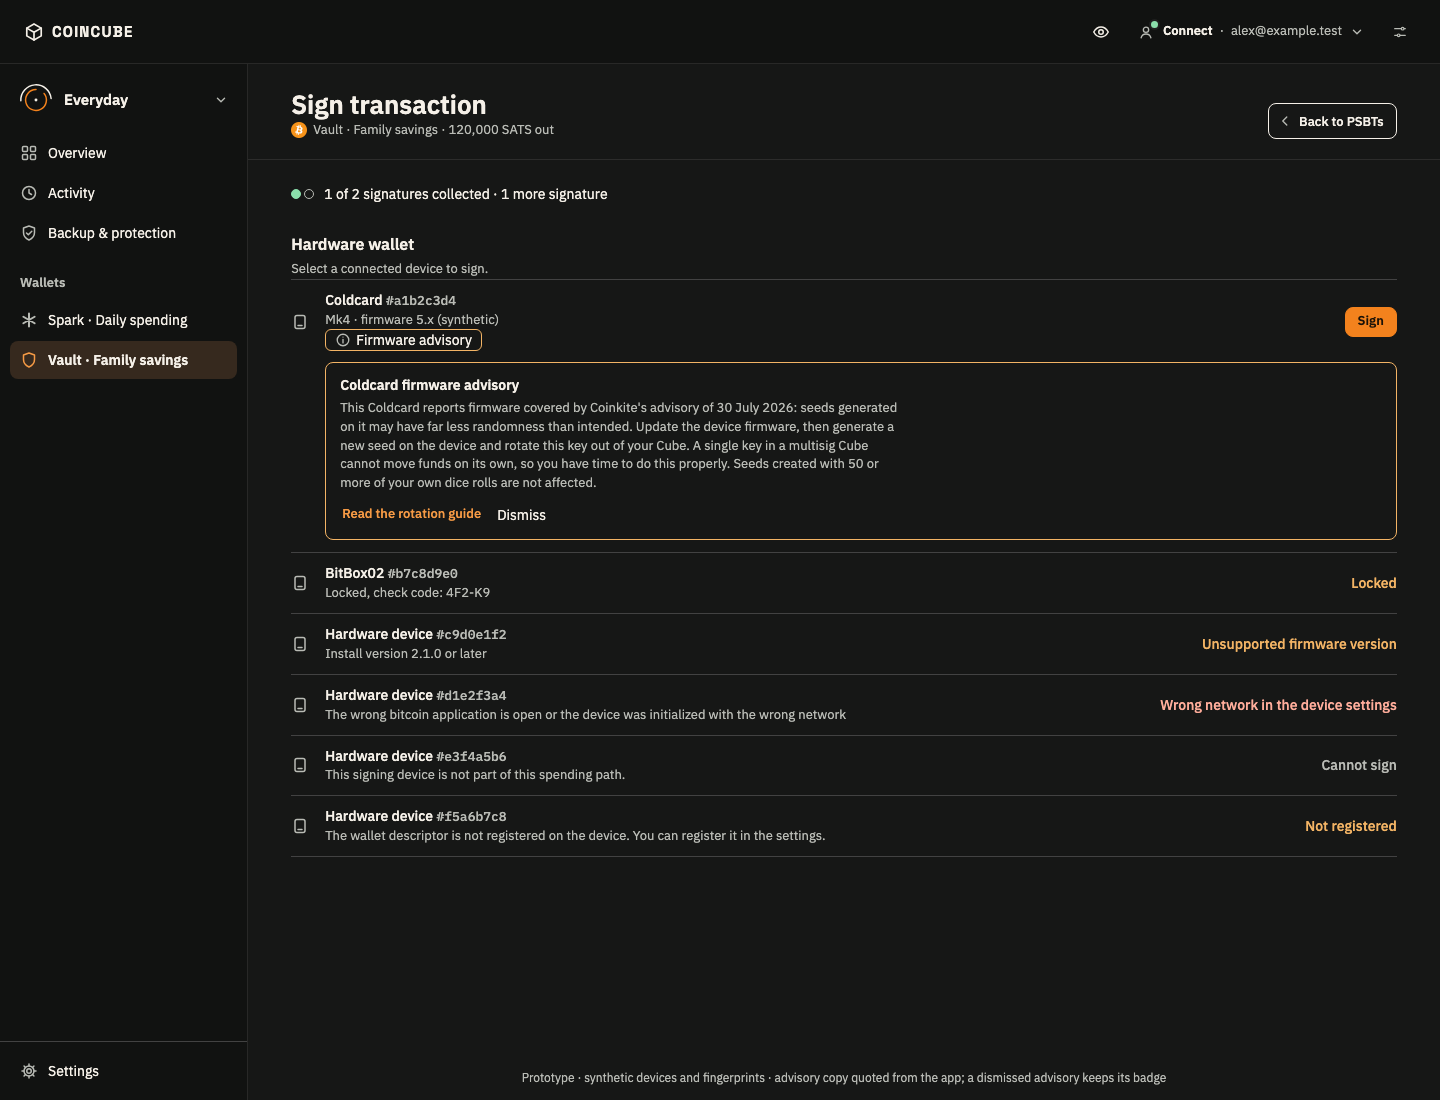 COINCUBE
Connect · alex@example.test
Everyday
Overview
Activity
Backup & protection
Wallets
Spark · Daily spending
Vault · Family savings
Settings
Sign transaction
Vault · Family savings · 120,000 SATS out
Back to PSBTs
1 of 2 signatures collected · 1 more signature
Hardware wallet
Select a connected device to sign.
Coldcard #a1b2c3d4
Mk4 · firmware 5.x (synthetic)
Firmware advisory
Sign
Coldcard firmware advisory
This Coldcard reports firmware covered by Coinkite's advisory of 30 July 2026: seeds generated
on it may have far less randomness than intended. Update the device firmware, then generate a
new seed on the device and rotate this key out of your Cube. A single key in a multisig Cube
cannot move funds on its own, so you have time to do this properly. Seeds created with 50 or
more of your own dice rolls are not affected.
Read the rotation guide Dismiss
BitBox02 #b7c8d9e0
Locked, check code: 4F2-K9
Locked
Hardware device #c9d0e1f2
Install version 2.1.0 or later
Unsupported firmware version
Hardware device #d1e2f3a4
The wrong bitcoin application is open or the device was initialized with the wrong network
Wrong network in the device settings
Hardware device #e3f4a5b6
This signing device is not part of this spending path.
Cannot sign
Hardware device #f5a6b7c8
The wallet descriptor is not registered on the device. You can register it in the settings.
Not registered
Prototype · synthetic devices and fingerprints · advisory copy quoted from the app; a dismissed advisory keeps its badge